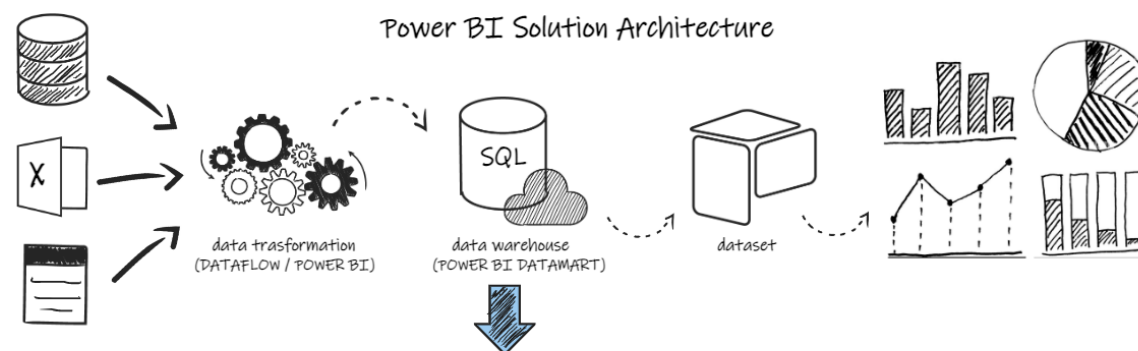 Power BI Solution Architecture
X
SQL
data trasformation
(DATAFLOW / POWER BI)
data warehouse
(POWER BI DATAMART)
dataset